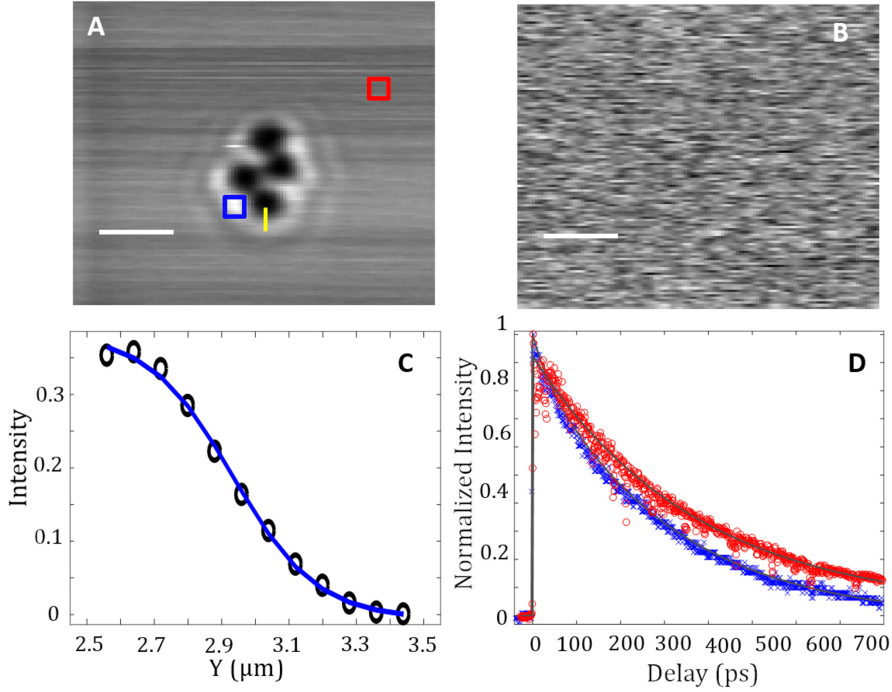 A
B
C
0.3
0.2
0.1
0
Intensity
2.5 2.7 2.9 3.1 3.3 3.5
Y (μm)
D
1
0.8
0.6
0.4
0.2
0
Normalized Intensity
0 100 200 300 400 500 600 700
Delay (ps)